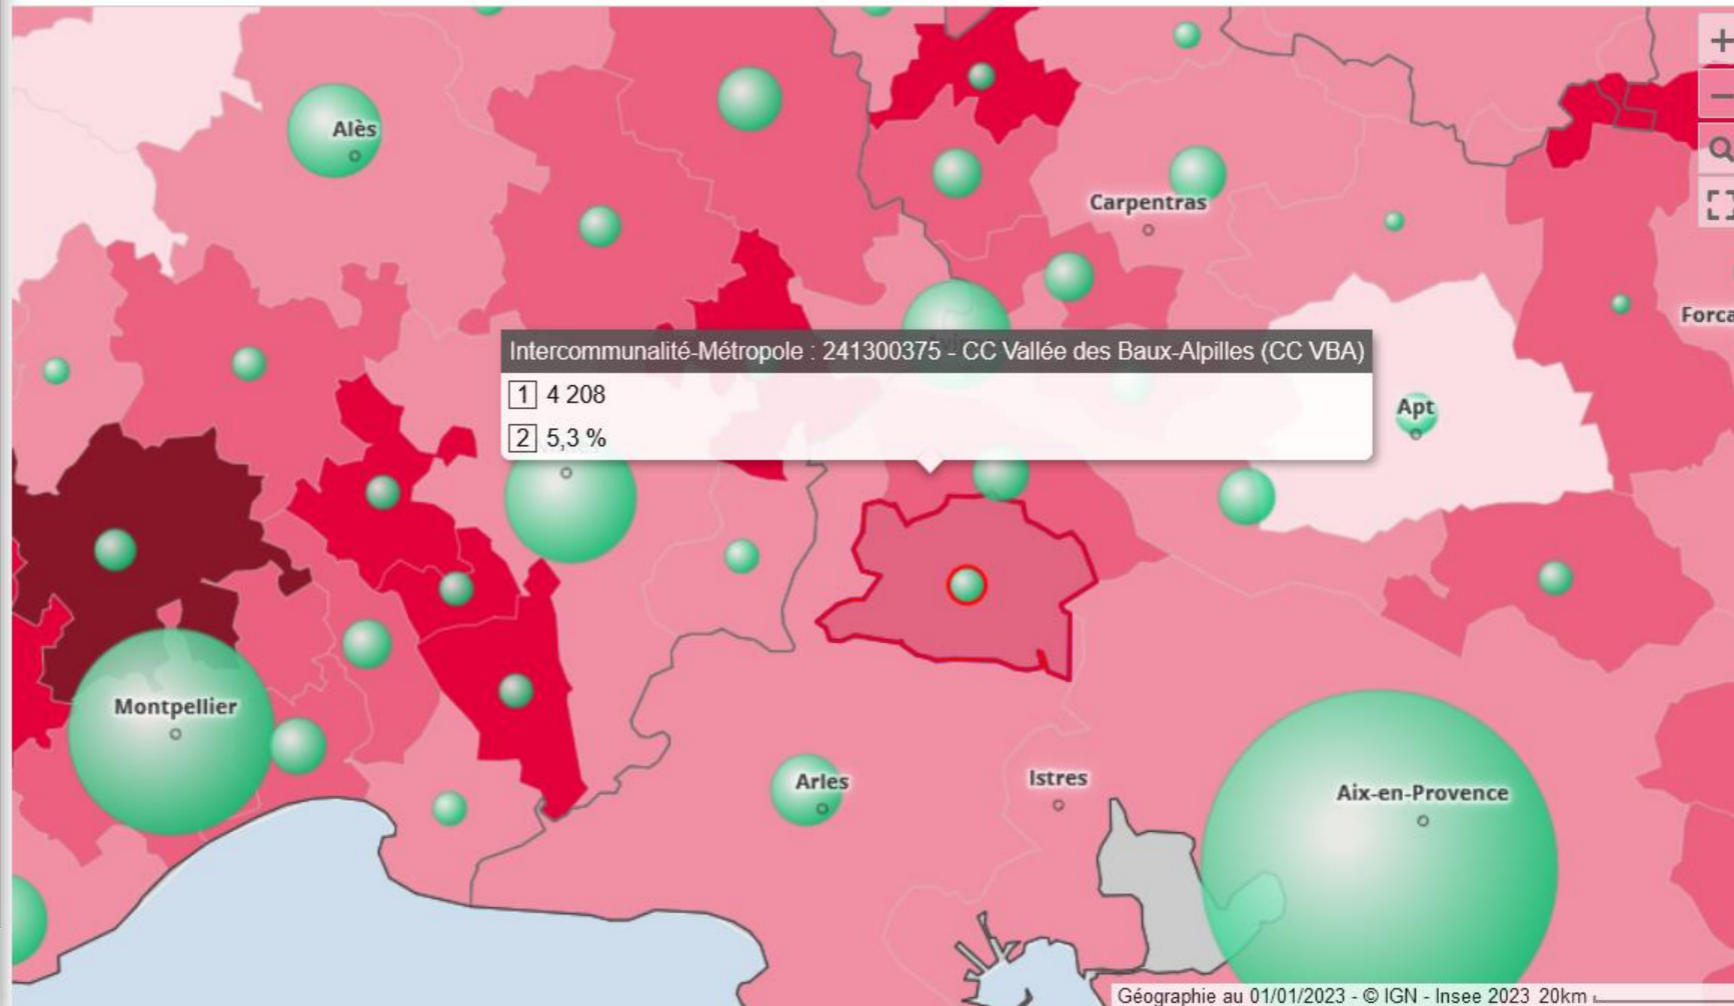 Alès
Carpentras
Forca
Intercommunalité-Métropole : 241300375 - CC Vallée des Baux-Alpilles (CC VBA)
1 4 208
2 5,3 %
Apt
Montpellier
Arles
Istres
Aix-en-Provence
Géographie au 01/01/2023 - © IGN - Insee 2023 20km